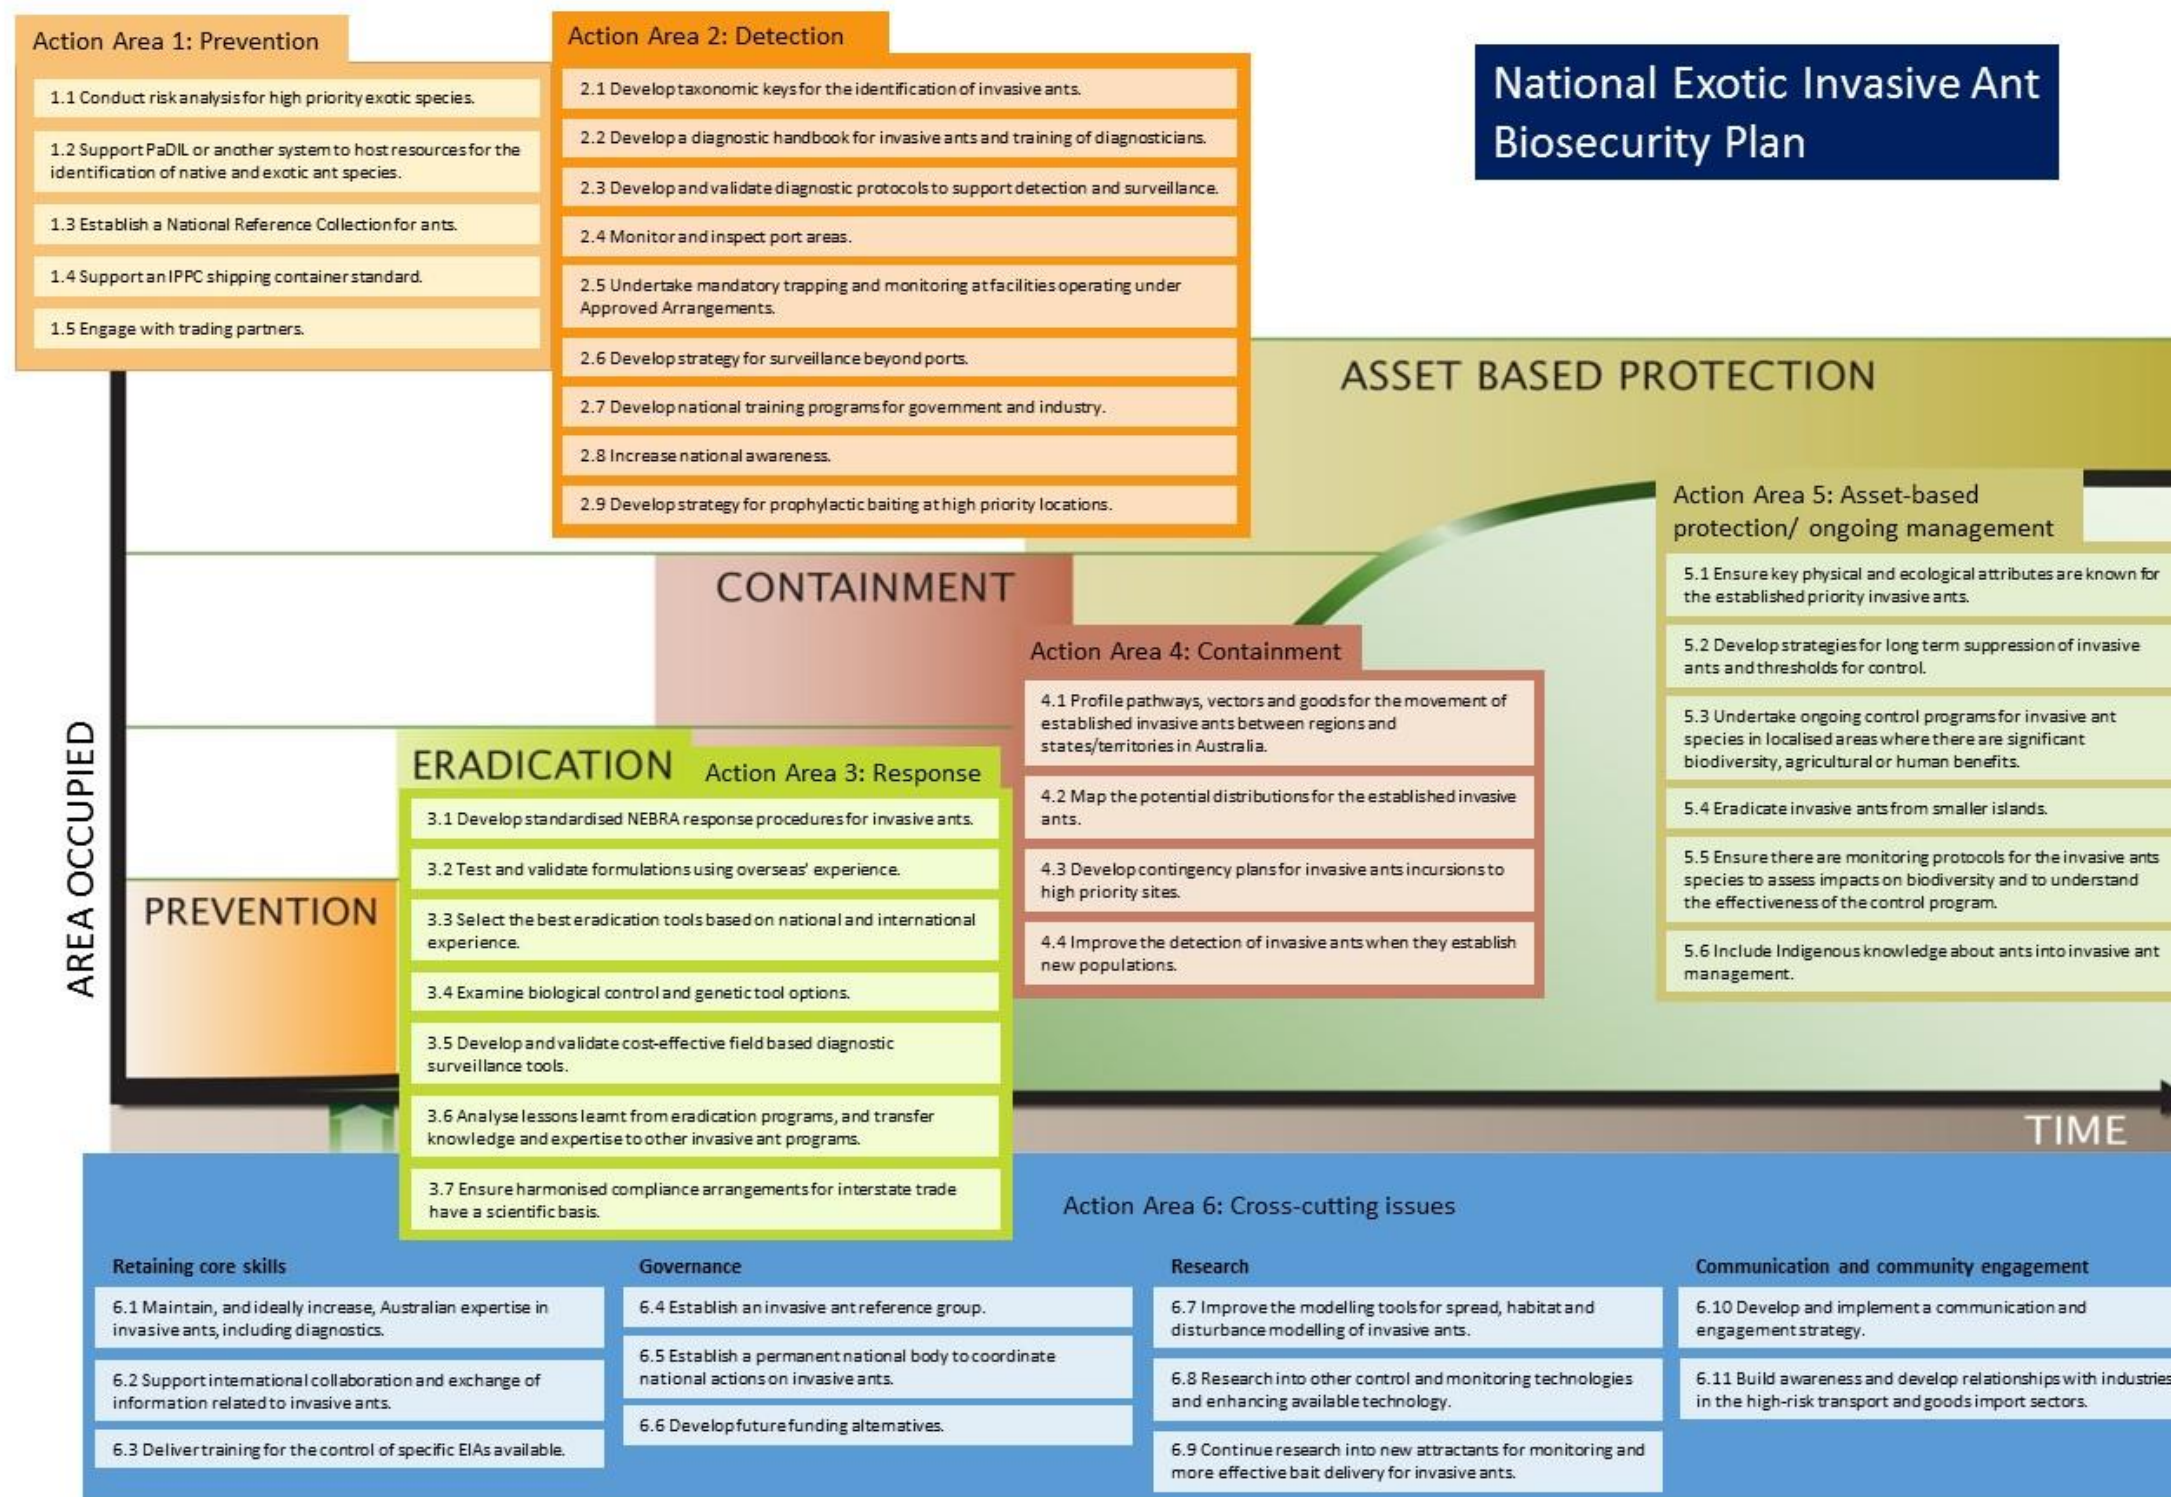 Action Area 1: Prevention
1.1 Conduct risk analysis for high priority exotic species.
1.2 Support PaDIL or another system to host resources for the
identification of native and exotic ant species.
1.3 Establish a National Reference Collection for ants.
1.4 Support an IPPC shipping container standard.
1.5 Engage with trading partners.
Action Area 2: Detection
2.1 Develop taxonomic keys for the identification of invasive ants.
2.2 Develop a diagnostic handbook for invasive ants and training of diagnosticians.
2.3 Develop and validate diagnostic protocols to support detection and surveillance.
2.4 Monitor and inspect port areas.
2.5 Undertake mandatory trapping and monitoring at facilities operating under
Approved Arrangements.
2.6 Develop strategy for surveillance beyond ports.
2.7 Develop national training programs for government and industry.
2.8 Increase national awareness.
2.9 Develop strategy for prophylactic baiting at high priority locations.
National Exotic Invasive Ant
Biosecurity Plan
ASSET BASED PROTECTION
CONTAINMENT
ERADICATION
PREVENTION
AREA OCCUPIED
TIME
Action Area 3: Response
3.1 Develop standardised NEBRA response procedures for invasive ants.
3.2 Test and validate formulations using overseas' experience.
3.3 Select the best eradication tools based on national and international
experience.
3.4 Examine biological control and genetic tool options.
3.5 Develop and validate cost-effective field based diagnostic
surveillance tools.
3.6 Analyse lessons learnt from eradication programs, and transfer
knowledge and expertise to other invasive ant programs.
3.7 Ensure harmonised compliance arrangements for interstate trade
have a scientific basis.
Action Area 4: Containment
4.1 Profile pathways, vectors and goods for the movement of
established invasive ants between regions and
states/territories in Australia.
4.2 Map the potential distributions for the established invasive
ants.
4.3 Develop contingency plans for invasive ants incursions to
high priority sites.
4.4 Improve the detection of invasive ants when they establish
new populations.
Action Area 5: Asset-based
protection/ ongoing management
5.1 Ensure key physical and ecological attributes are known for
the established priority invasive ants.
5.2 Develop strategies for long term suppression of invasive
ants and thresholds for control.
5.3 Undertake ongoing control programs for invasive ant
species in localised areas where there are significant
biodiversity, agricultural or human benefits.
5.4 Eradicate invasive ants from smaller islands.
5.5 Ensure there are monitoring protocols for the invasive ants
species to assess impacts on biodiversity and to understand
the effectiveness of the control program.
5.6 Include Indigenous knowledge about ants into invasive ant
management.
Action Area 6: Cross-cutting issues
Retaining core skills
6.1 Maintain, and ideally increase, Australian expertise in
invasive ants, including diagnostics.
6.2 Support international collaboration and exchange of
information related to invasive ants.
6.3 Deliver training for the control of specific EIAs available.
Governance
6.4 Establish an invasive ant reference group.
6.5 Establish a permanent national body to coordinate
national actions on invasive ants.
6.6 Develop future funding alternatives.
Research
6.7 Improve the modelling tools for spread, habitat and
disturbance modelling of invasive ants.
6.8 Research into other control and monitoring technologies
and enhancing available technology.
6.9 Continue research into new attractants for monitoring and
more effective bait delivery for invasive ants.
Communication and community engagement
6.10 Develop and implement a communication and
engagement strategy.
6.11 Build awareness and develop relationships with industries
in the high-risk transport and goods import sectors.